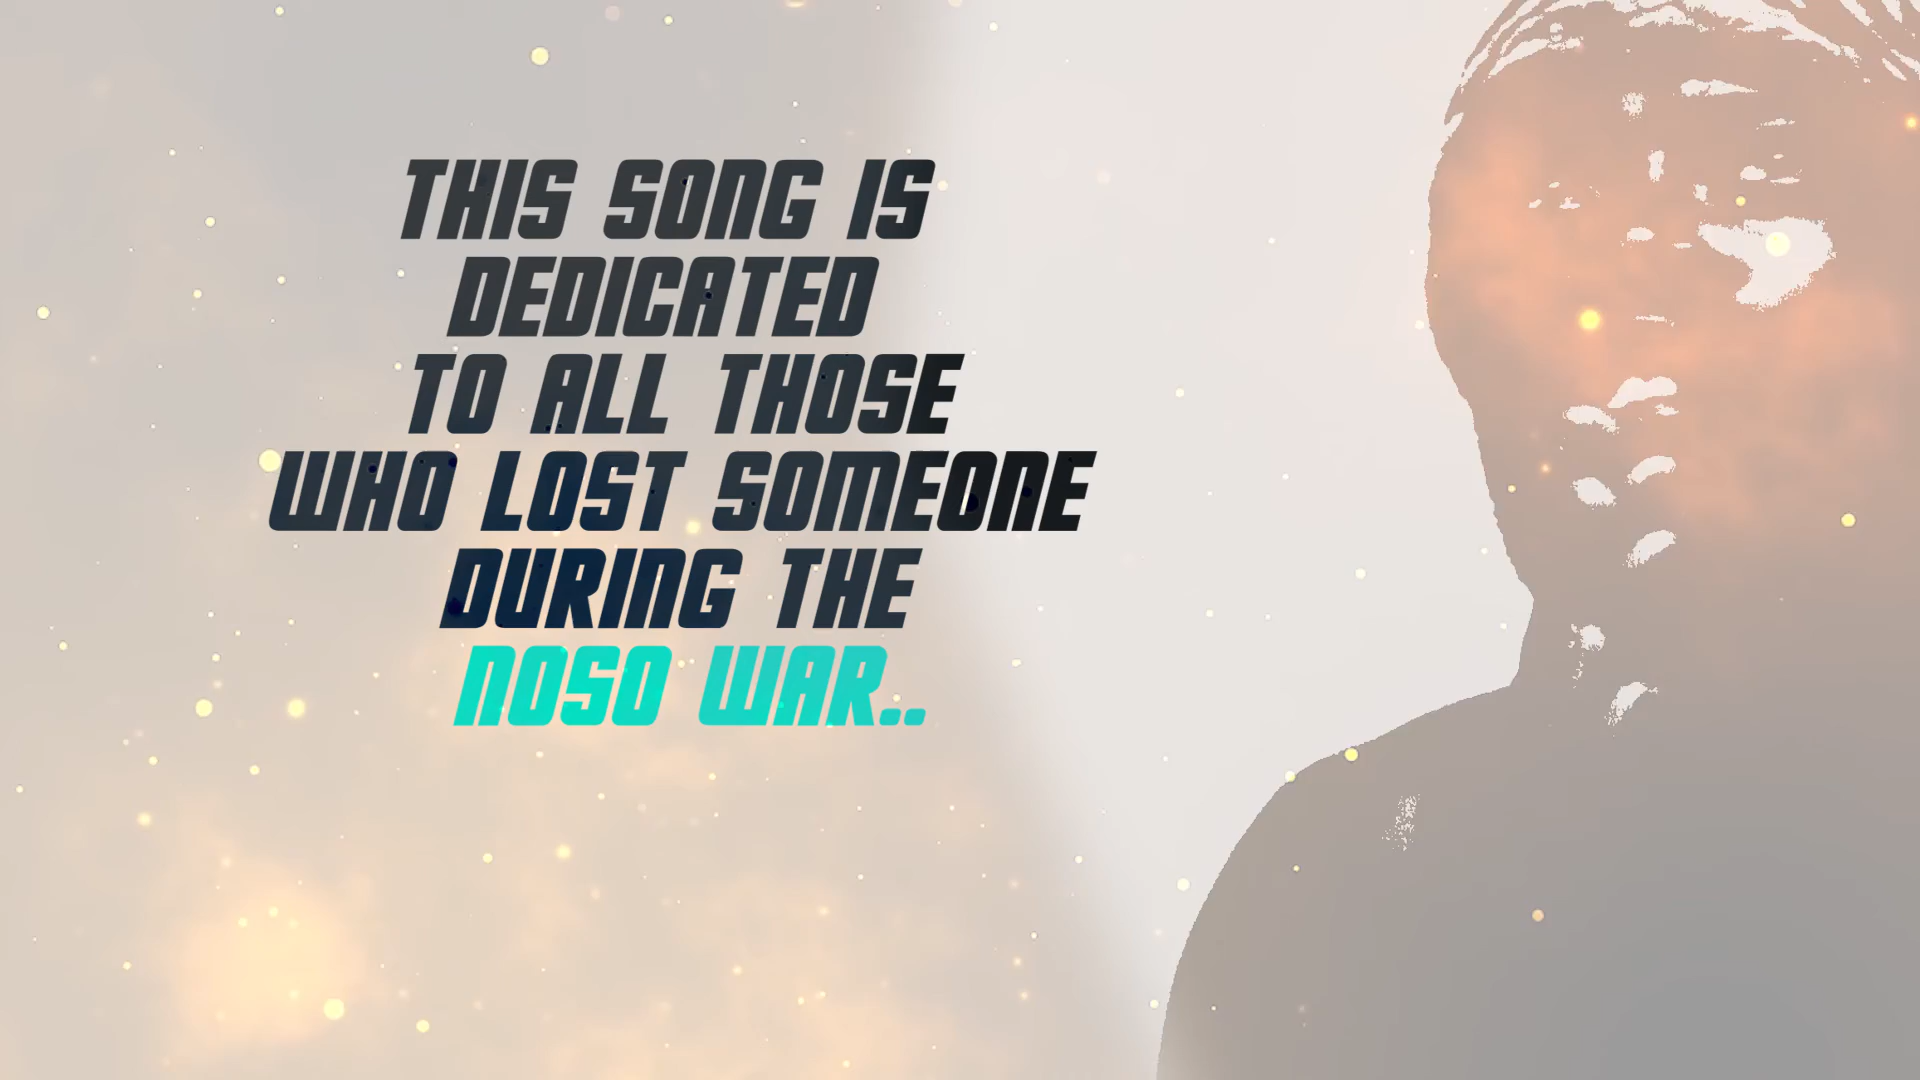 THIS SONG IS
DEDICATED
TO ALL THOSE
WHO LOST SOMEONE
DURING THE
NOSO WAR..